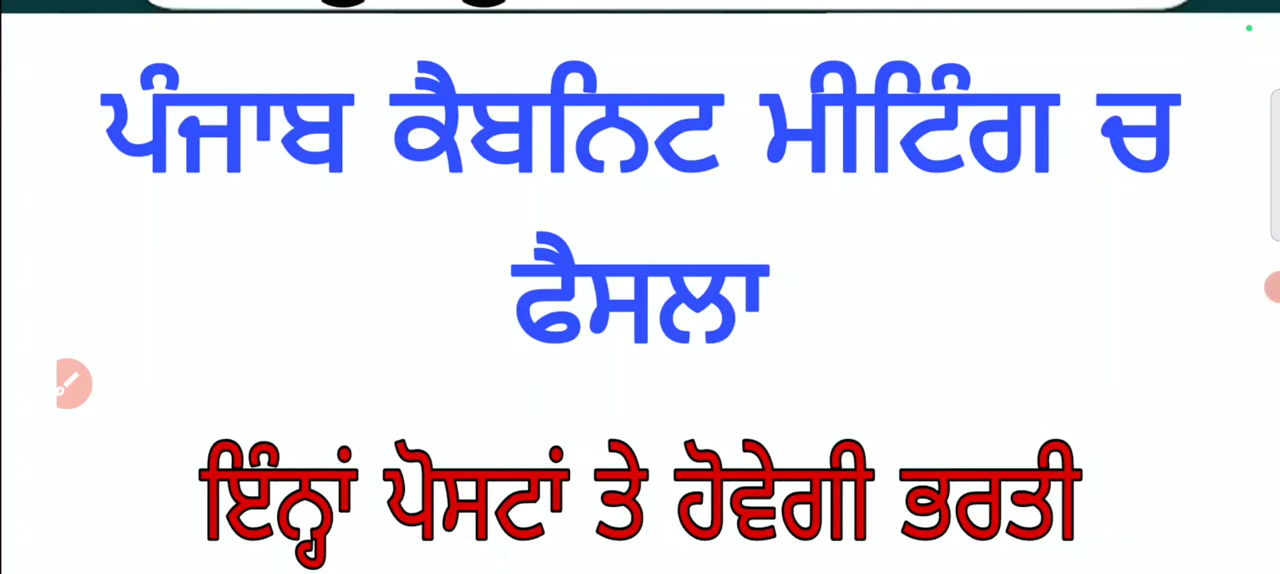 ਪੰਜਾਬ ਕੈਬਨਿਟ ਮੀਟਿੰਗ ਚ
ਫੈਸਲਾ
ਇੰਨ੍ਹਾਂ ਪੋਸਟਾਂ ਤੇ ਹੋਵੇਗੀ ਭਰਤੀ